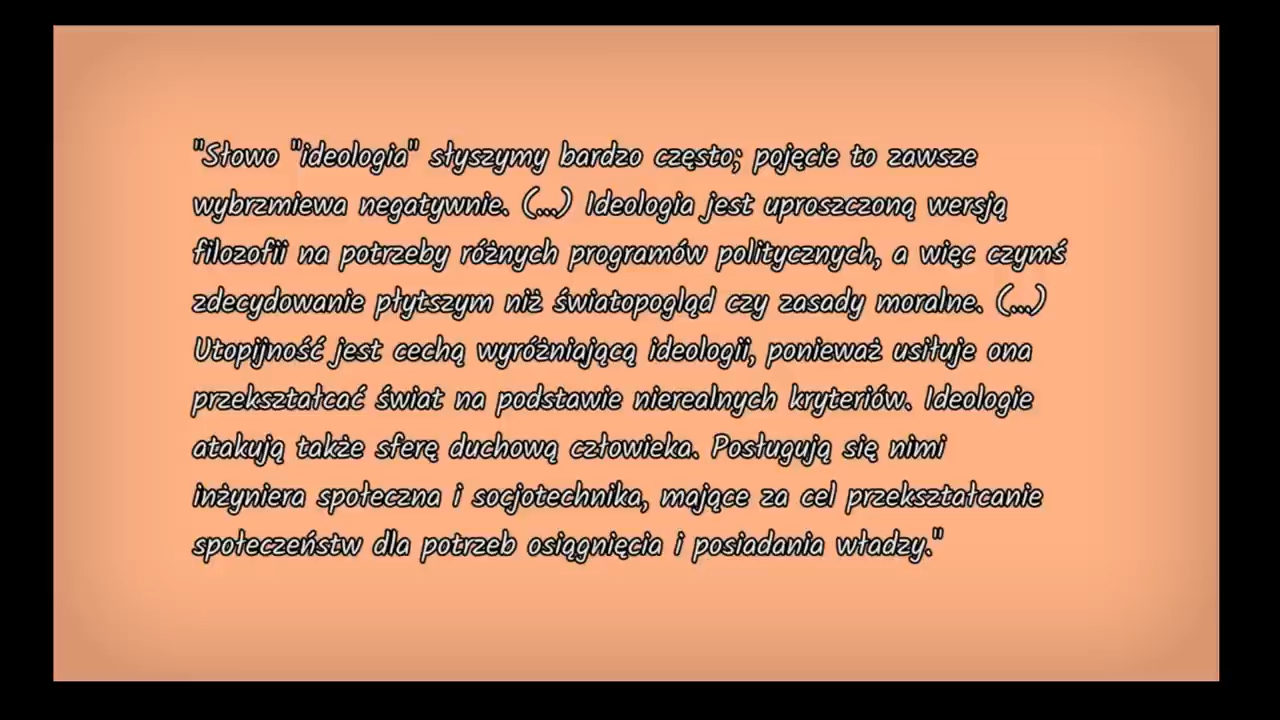 "Słowo "ideologia" słyszymy bardzo często; pojęcie to zawsze
wybrzmiewa negatywnie. (...) Ideologia jest uproszczoną wersją
filozofii na potrzeby różnych programów politycznych, a więc czymś
zdecydowanie płytszym niż światopogląd czy zasady moralne. (...)
Utopijność jest cechą wyróżniającą ideologii, ponieważ usiłuje ona
przekształcać świat na podstawie nierealnych kryteriów. Ideologie
atakują także sferę duchową człowieka. Posługują się nimi
inżyniera społeczna i socjotechnika, mające za cel przekształcanie
społeczeństw dla potrzeb osiągnięcia i posiadania władzy."